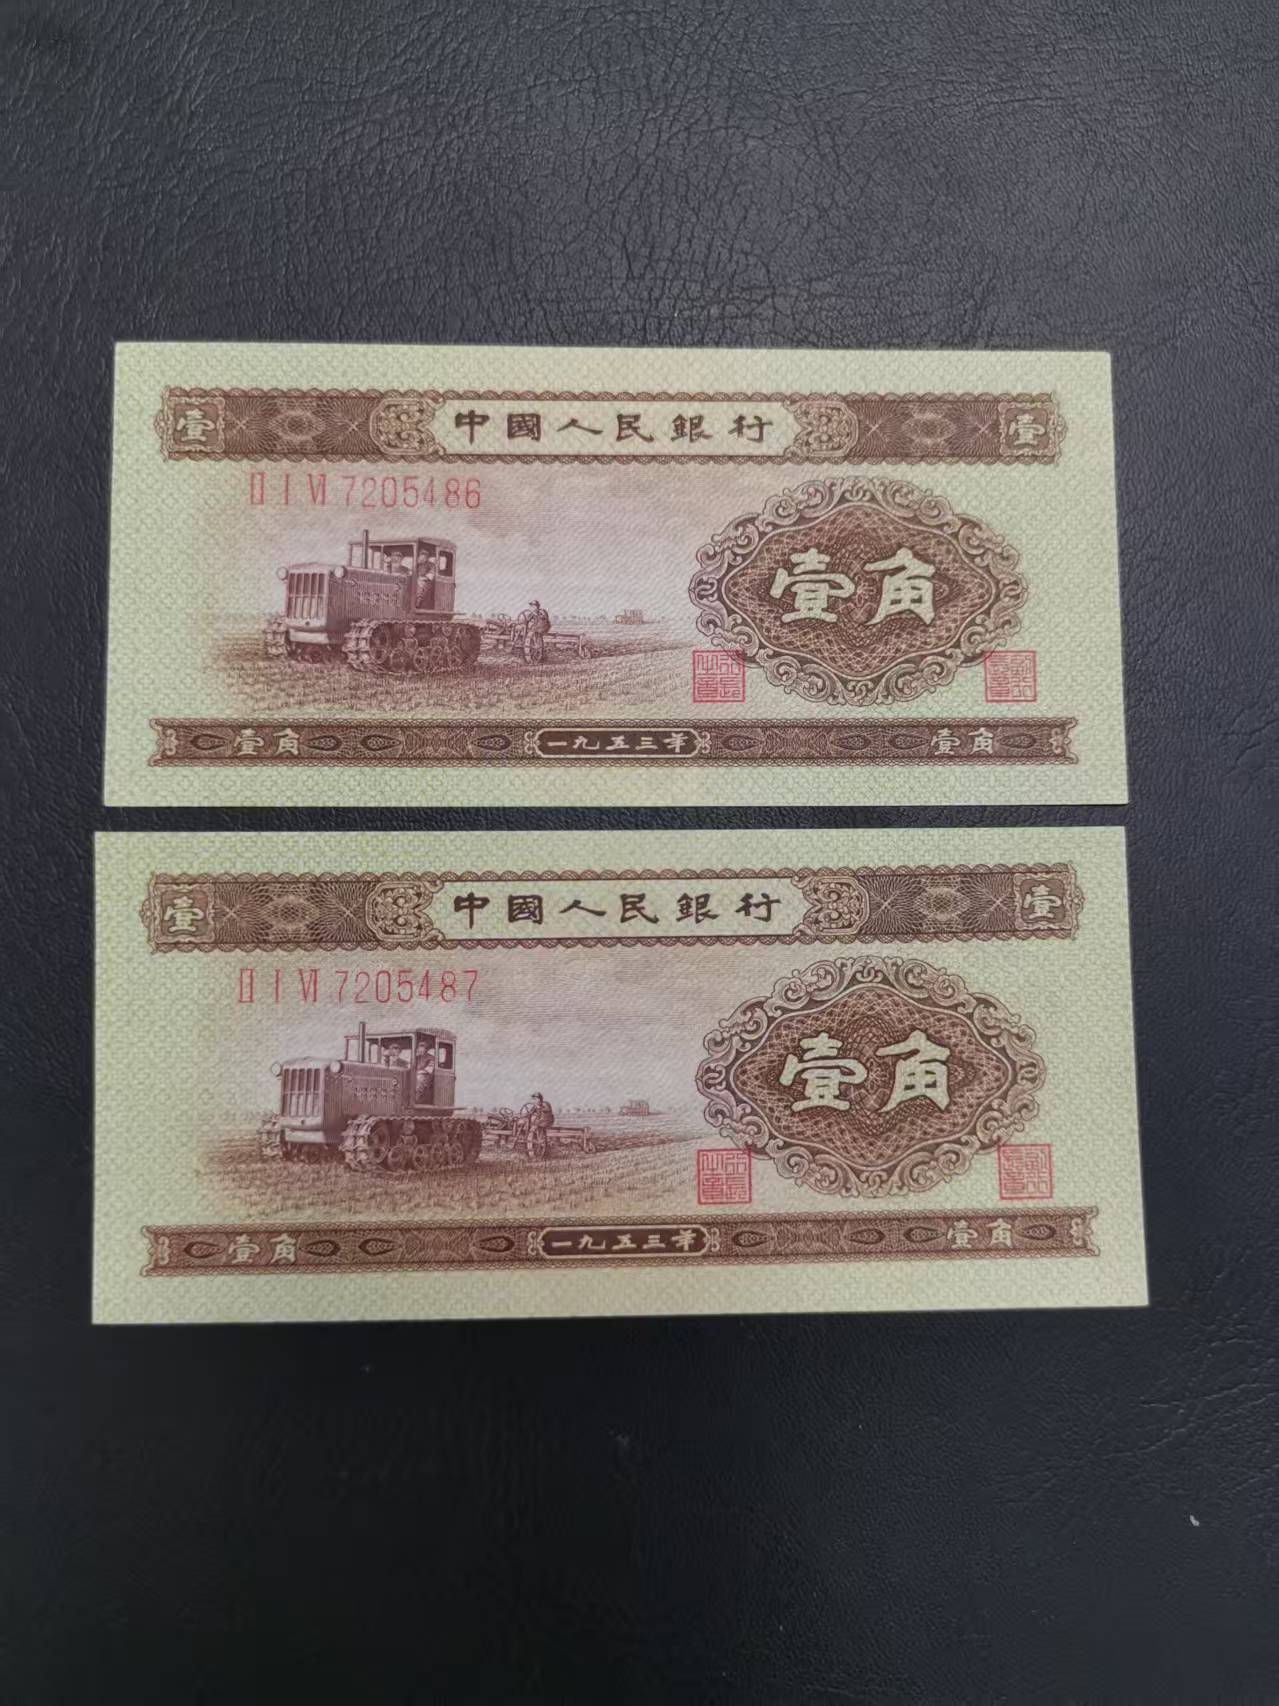 壹 中國人民銀行 壹
Ⅱ Ⅰ Ⅵ 7205486
壹角
壹角 一九五三年 壹角
壹 中國人民銀行 壹
Ⅱ Ⅰ Ⅵ 7205487
壹角
壹角 一九五三年 壹角